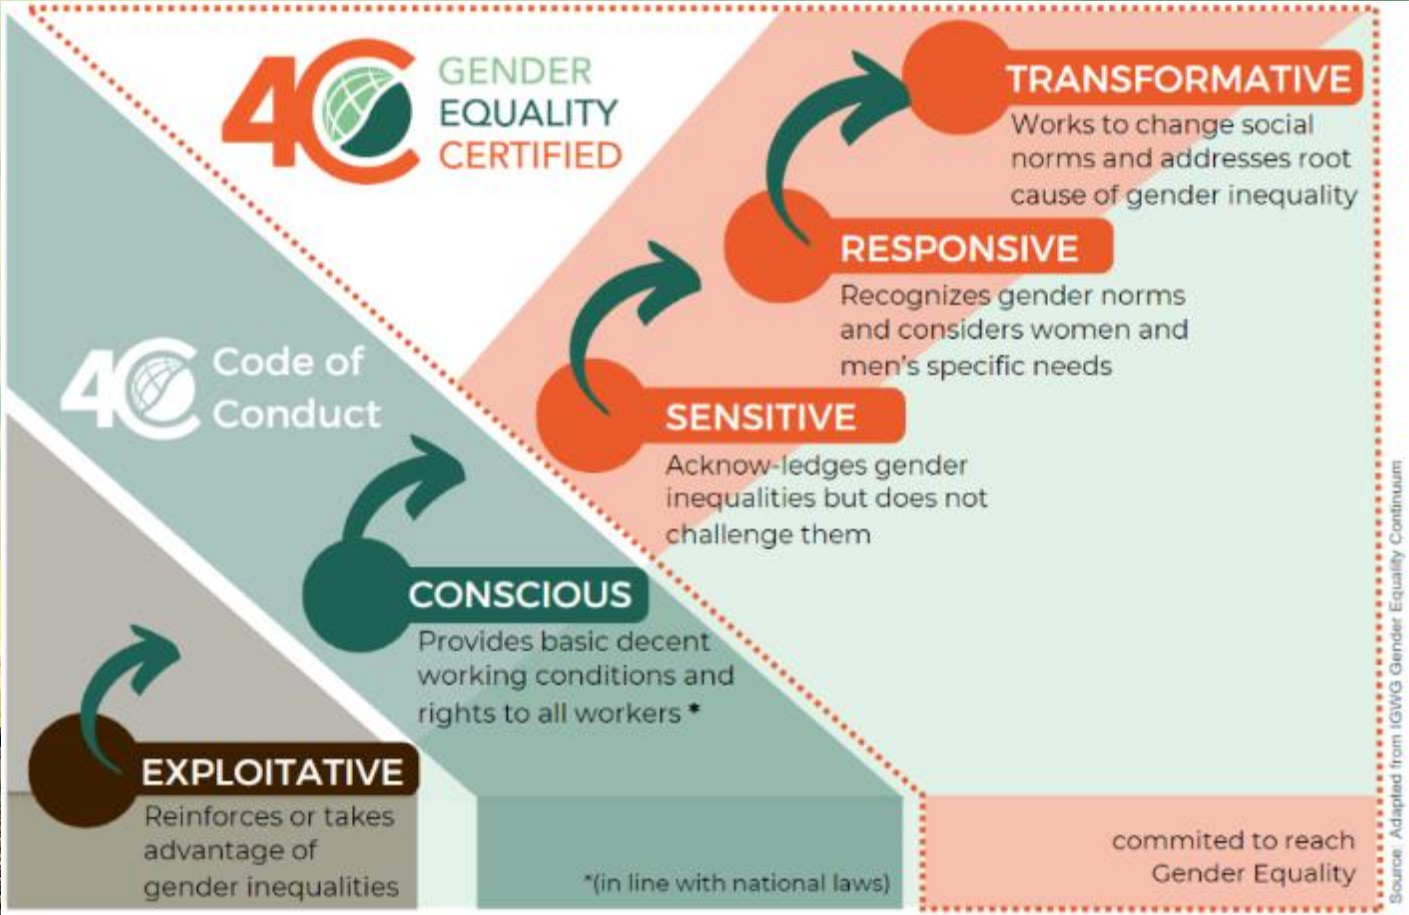 4C GENDER
EQUALITY
CERTIFIED
TRANSFORMATIVE
Works to change social
norms and addresses root
cause of gender inequality
RESPONSIVE
Recognizes gender norms
and considers women and
men's specific needs
4C Code of
Conduct
SENSITIVE
Acknow-ledges gender
inequalities but does not
challenge them
CONSCIOUS
Provides basic decent
working conditions and
rights to all workers *
EXPLOITATIVE
Reinforces or takes
advantage of
gender inequalities
*(in line with national laws)
commited to reach
Gender Equality
Source: Adapted from IGWG Gender Equality Continuum